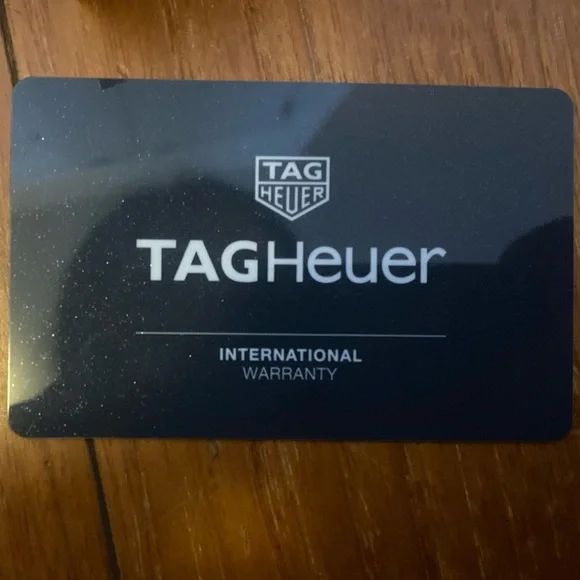 TAG
HEUER
TAGHeuer
INTERNATIONAL
WARRANTY